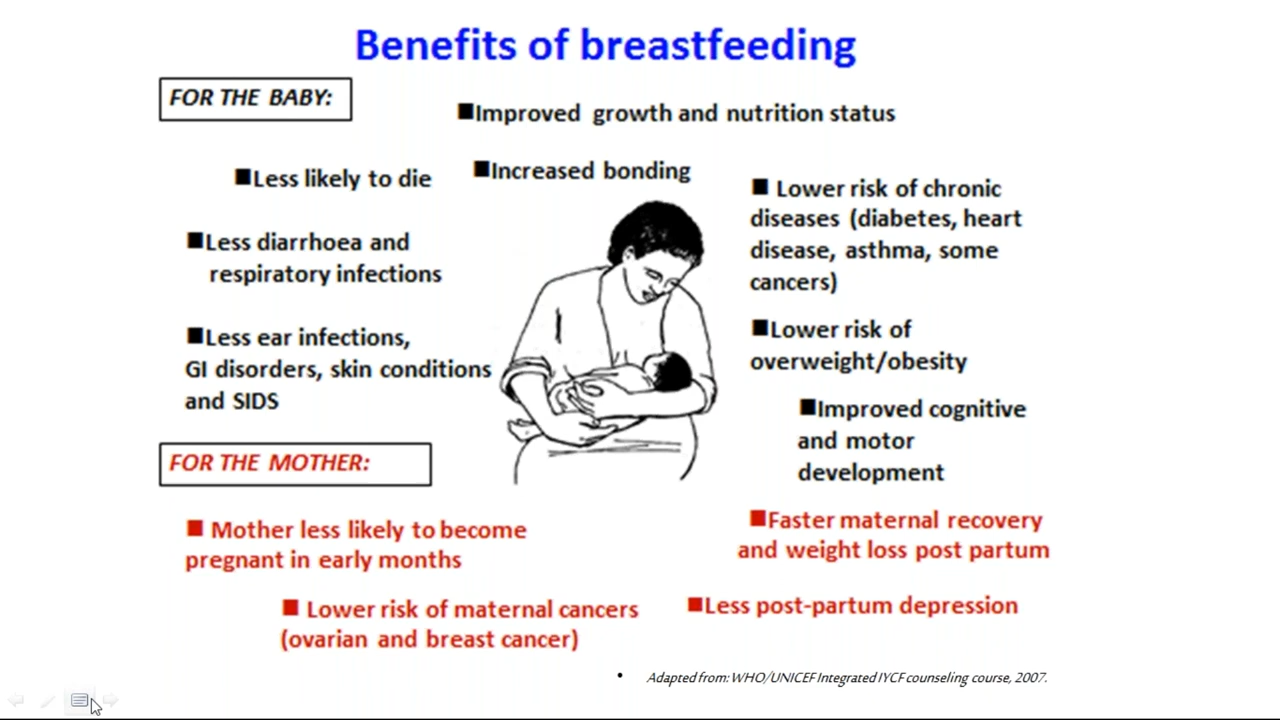 Benefits of breastfeeding
FOR THE BABY:
■Improved growth and nutrition status
■Less likely to die
■Increased bonding
■Less diarrhoea and
respiratory infections
■Less ear infections,
GI disorders, skin conditions
and SIDS
■ Lower risk of chronic
diseases (diabetes, heart
disease, asthma, some
cancers)
■Lower risk of
overweight/obesity
■Improved cognitive
and motor
development
FOR THE MOTHER:
■ Mother less likely to become
pregnant in early months
■Faster maternal recovery
and weight loss post partum
■ Lower risk of maternal cancers
(ovarian and breast cancer)
■Less post-partum depression
• Adapted from: WHO/UNICEF Integrated IYCF counseling course, 2007.